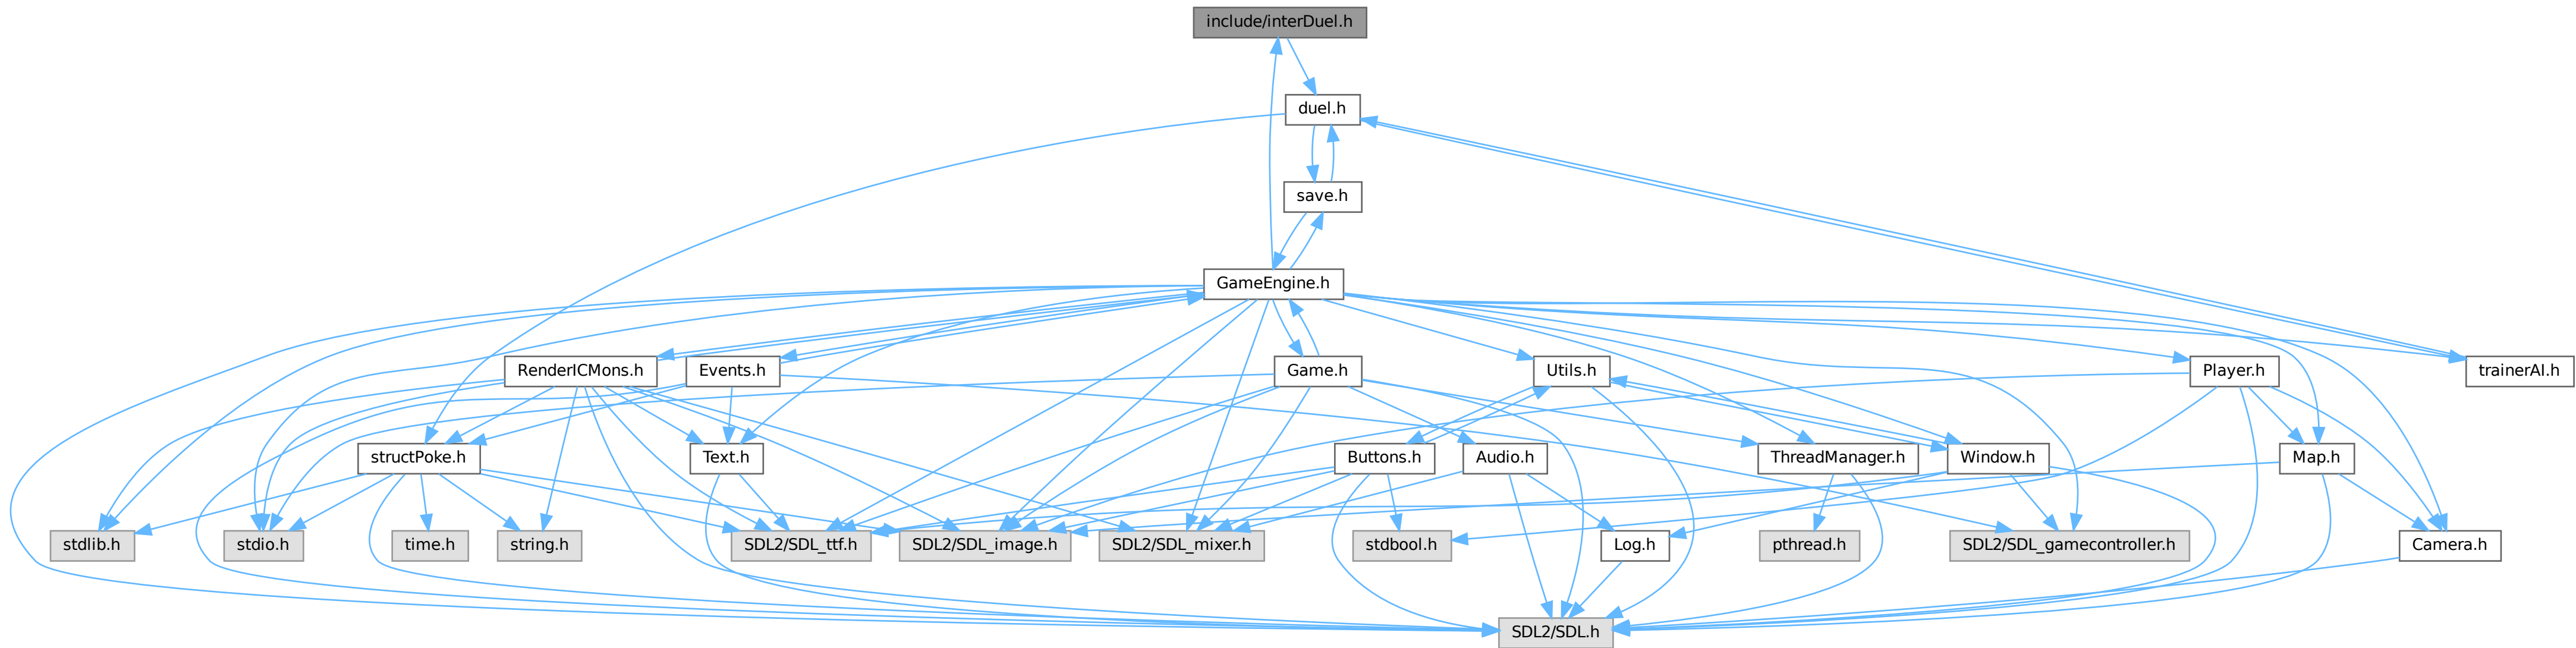 include/interDuel.h
duel.h
save.h
GameEngine.h
RenderICMons.h
Events.h
Game.h
Utils.h
Player.h
trainerAI.h
structPoke.h
Text.h
Buttons.h
Audio.h
ThreadManager.h
Window.h
Map.h
stdlib.h
stdio.h
time.h
string.h
SDL2/SDL_ttf.h
SDL2/SDL_image.h
SDL2/SDL_mixer.h
stdbool.h
Log.h
pthread.h
SDL2/SDL_gamecontroller.h
Camera.h
SDL2/SDL.h